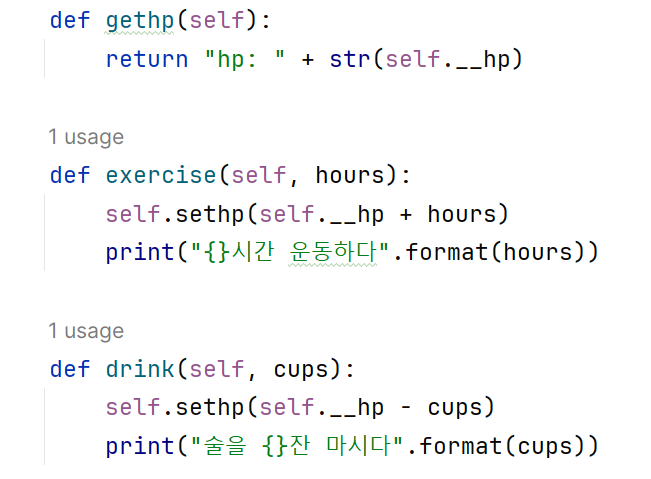 def gethp(self):
return "hp: " + str(self.__hp)
1 usage
def exercise(self, hours):
self.sethp(self.__hp + hours)
print("{}시간 운동하다".format(hours))
1 usage
def drink(self, cups):
self.sethp(self.__hp - cups)
print("술을 {}잔 마시다".format(cups))